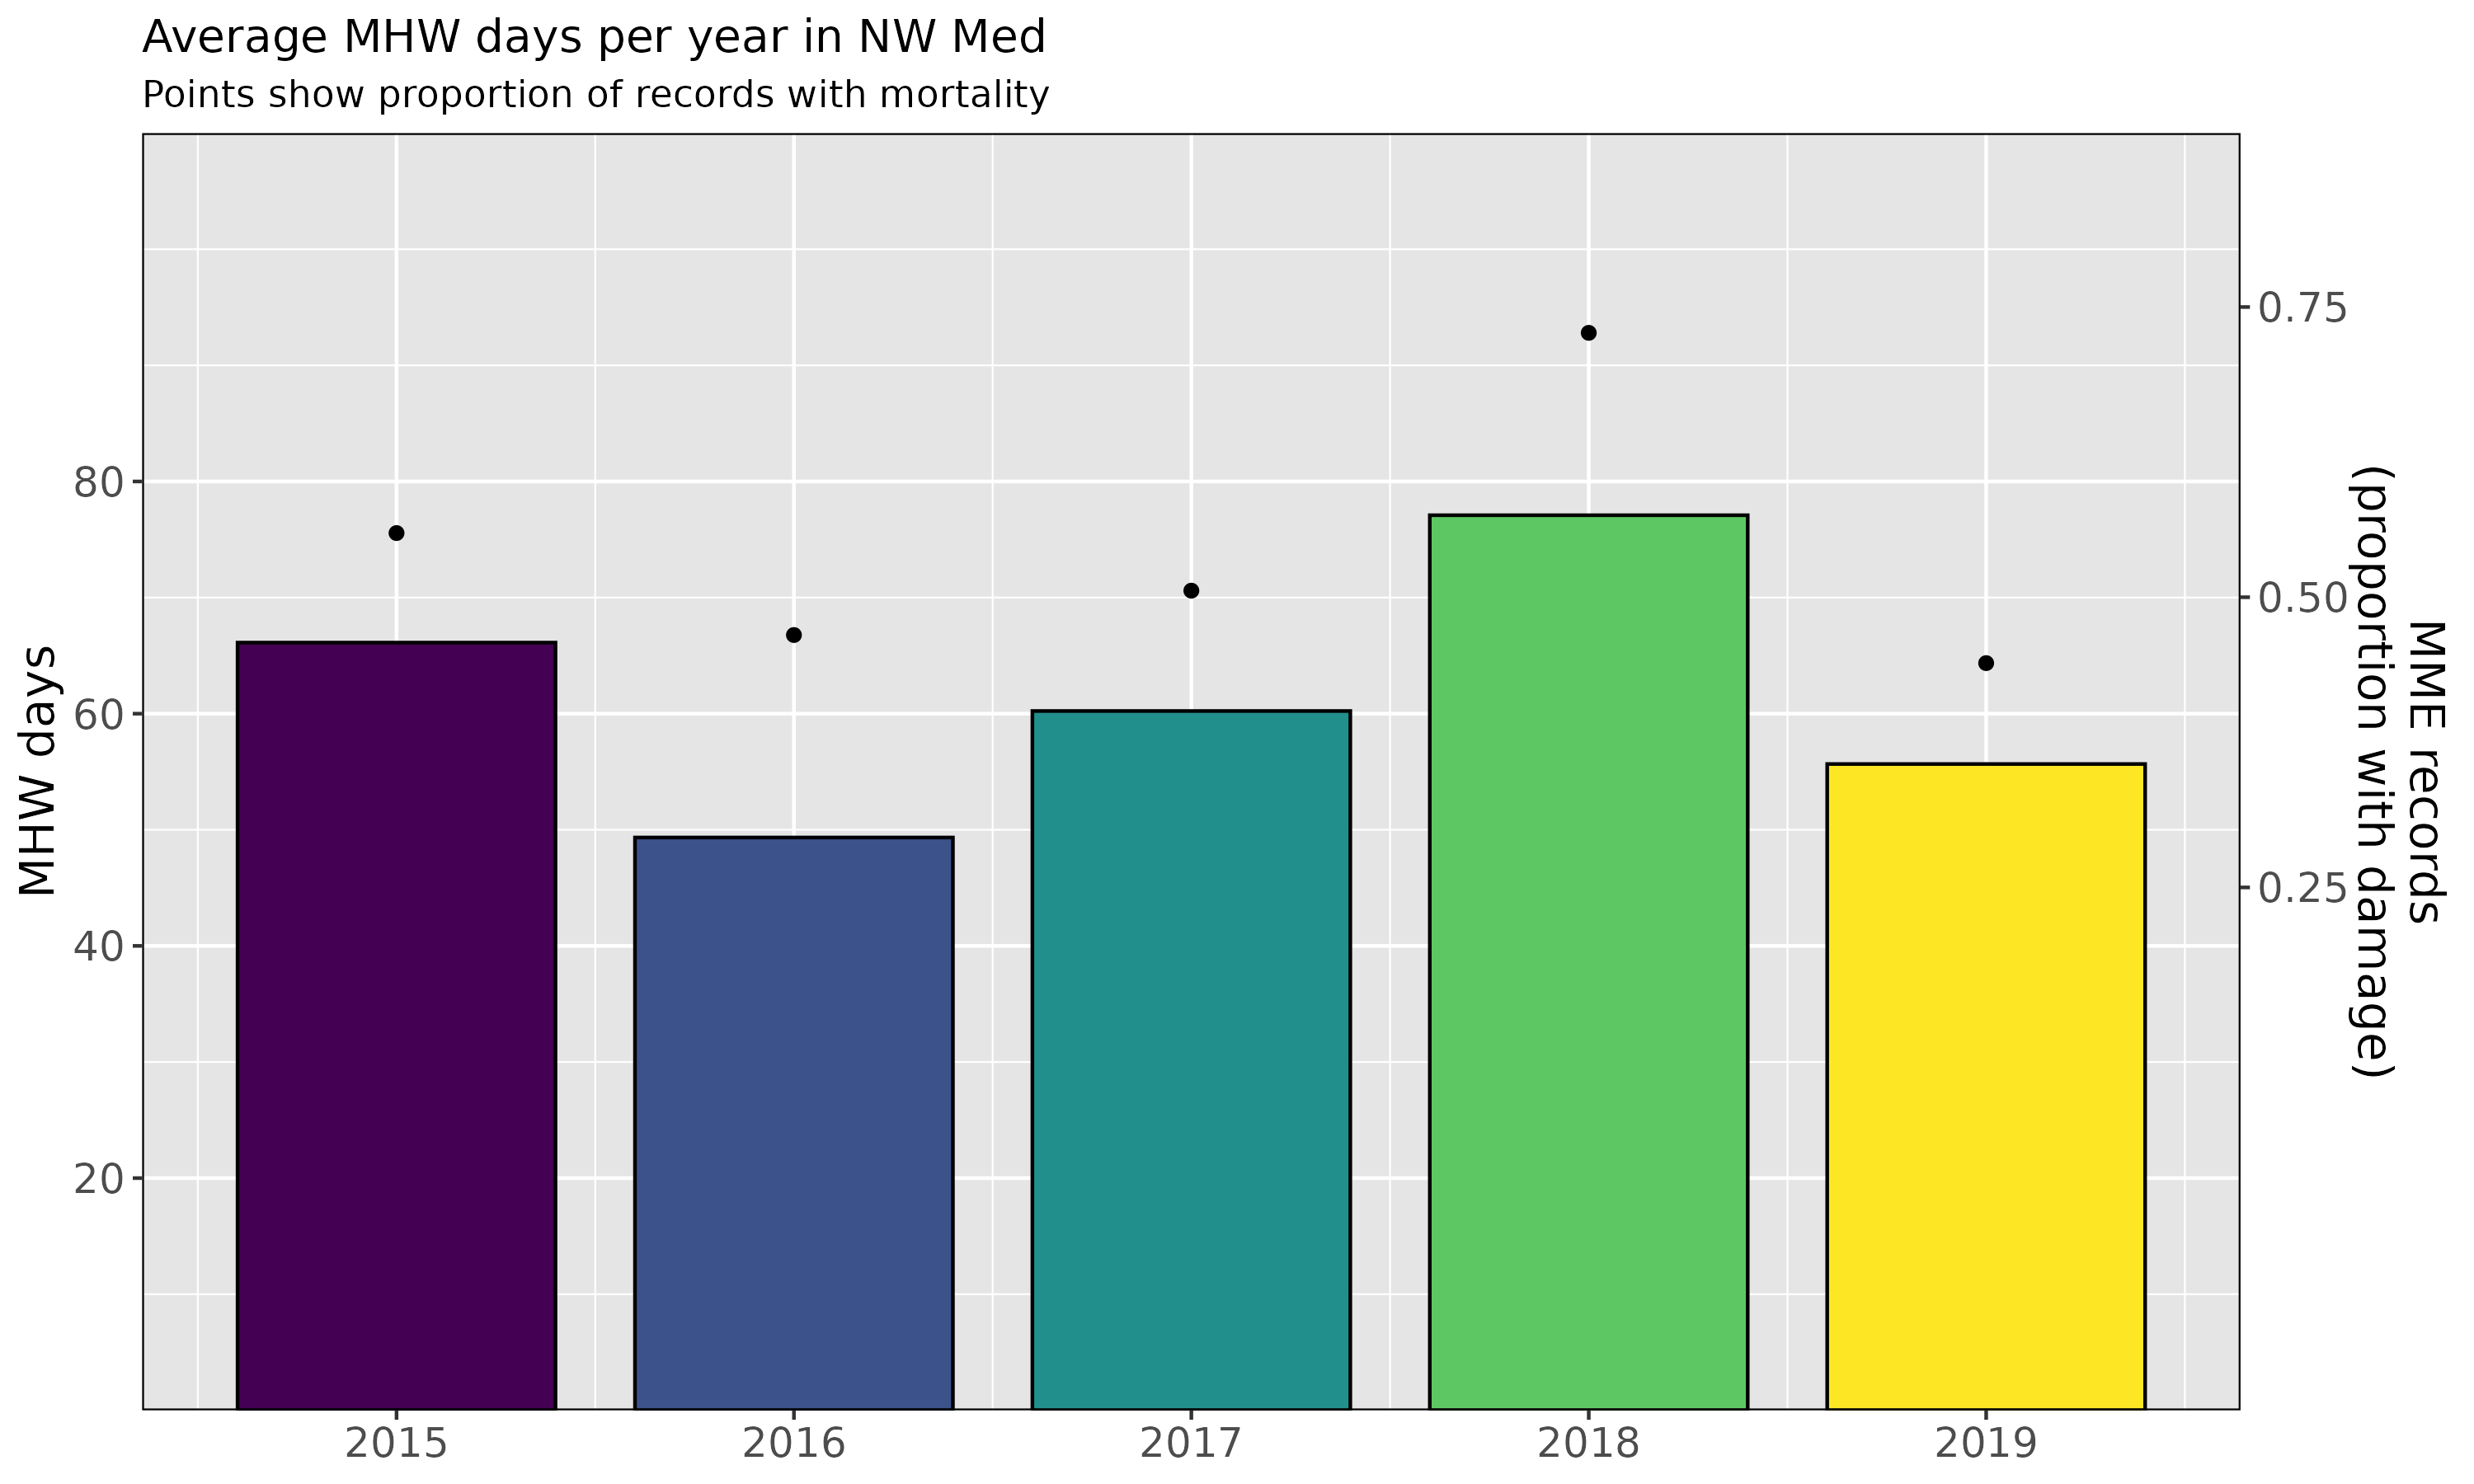 Average MHW days per year in NW Med
Points show proportion of records with mortality
MHW days
80
60
40
20
0.75
0.50
0.25
MME records
(proportion with damage)
2015
2016
2017
2018
2019